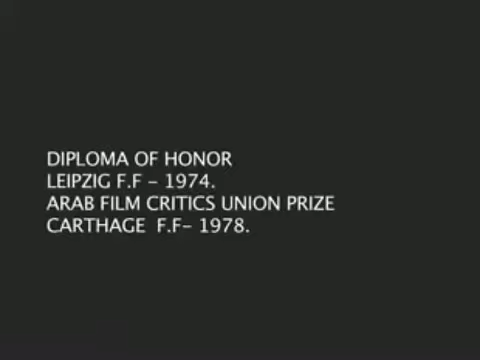 DIPLOMA OF HONOR
LEIPZIG F.F – 1974.
ARAB FILM CRITICS UNION PRIZE
CARTHAGE  F.F– 1978.